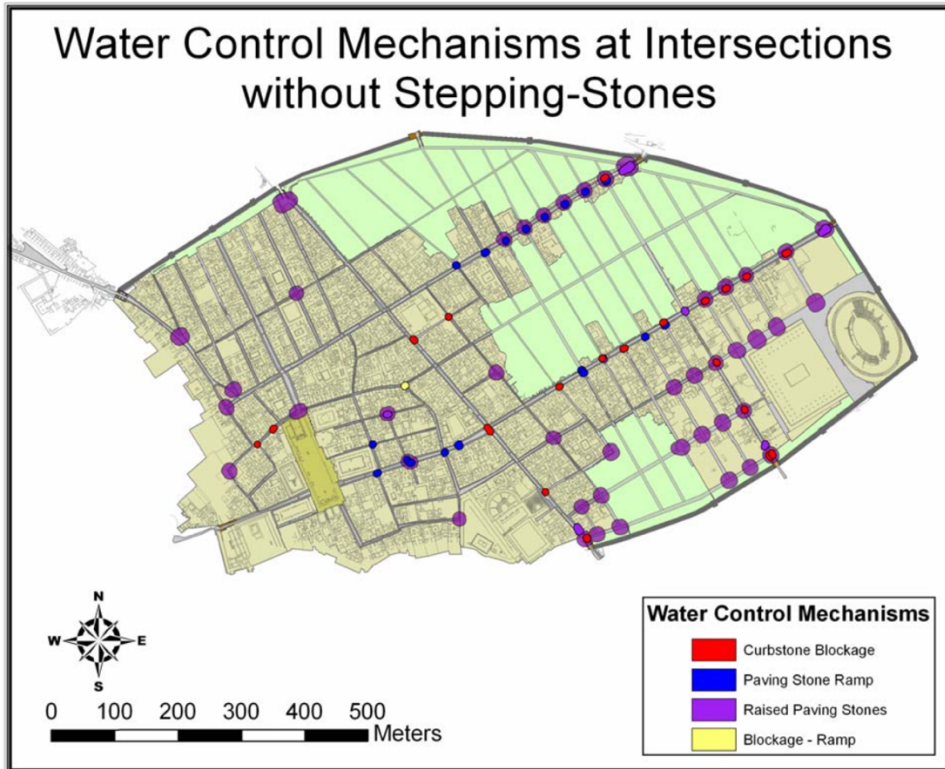 Water Control Mechanisms at Intersections
without Stepping-Stones
N
W E
S
0 100 200 300 400 500
Meters
Water Control Mechanisms
Curbstone Blockage
Paving Stone Ramp
Raised Paving Stones
Blockage - Ramp